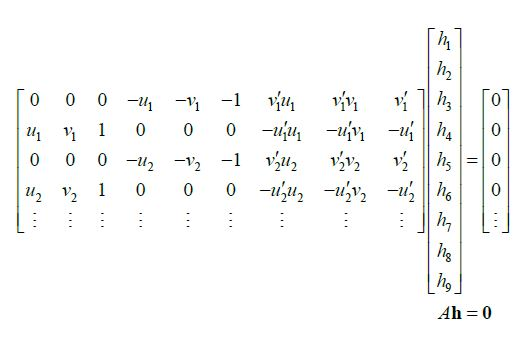 [ 0 0 0 −u₁ −v₁ −1 v′₁u₁ v′₁v₁ v′₁ ] [ h₁ ] [ 0 ]
[ u₁ v₁ 1 0 0 0 −u′₁u₁ −u′₁v₁ −u′₁ ] [ h₂ ] [ 0 ]
[ 0 0 0 −u₂ −v₂ −1 v′₂u₂ v′₂v₂ v′₂ ] [ h₃ ] = [ 0 ]
[ u₂ v₂ 1 0 0 0 −u′₂u₂ −u′₂v₂ −u′₂ ] [ h₄ ] [ 0 ]
[ ⋮ ⋮ ⋮ ⋮ ⋮ ⋮ ⋮ ⋮ ⋮ ] [ h₅ ] [ ⋮ ]
[ h₆ ]
[ h₇ ]
[ h₈ ]
[ h₉ ]
Ah = 0